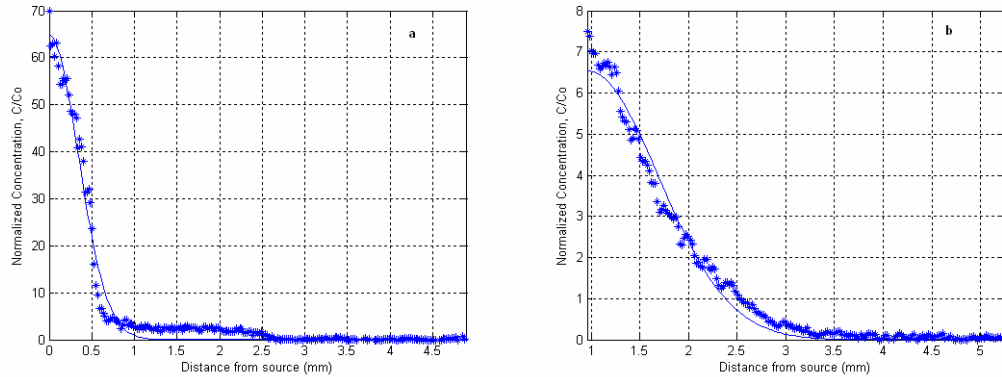 70
60
50
40
30
20
10
0
Normalized Concentration, C/Co
a
0 0.5 1 1.5 2 2.5 3 3.5 4 4.5
Distance from source (mm)
8
7
6
5
4
3
2
1
0
Normalized Concentration, C/Co
b
1 1.5 2 2.5 3 3.5 4 4.5 5
Distance from source (mm)